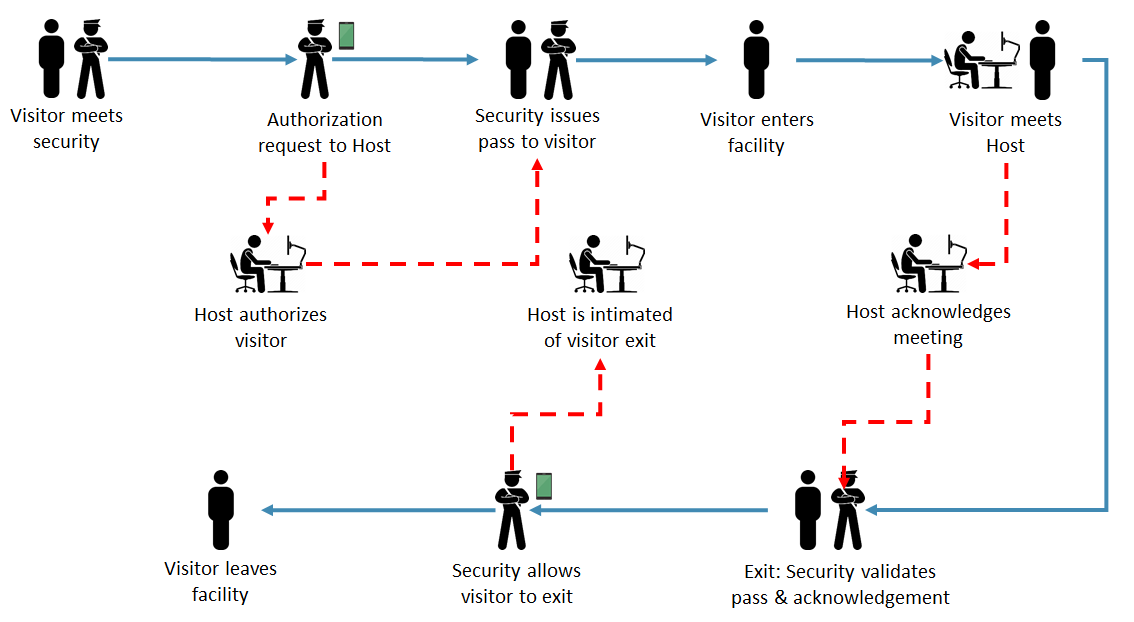 Visitor meets
security
Authorization
request to Host
Security issues
pass to visitor
Visitor enters
facility
Visitor meets
Host
Host authorizes
visitor
Host is intimated
of visitor exit
Host acknowledges
meeting
Visitor leaves
facility
Security allows
visitor to exit
Exit: Security validates
pass & acknowledgement